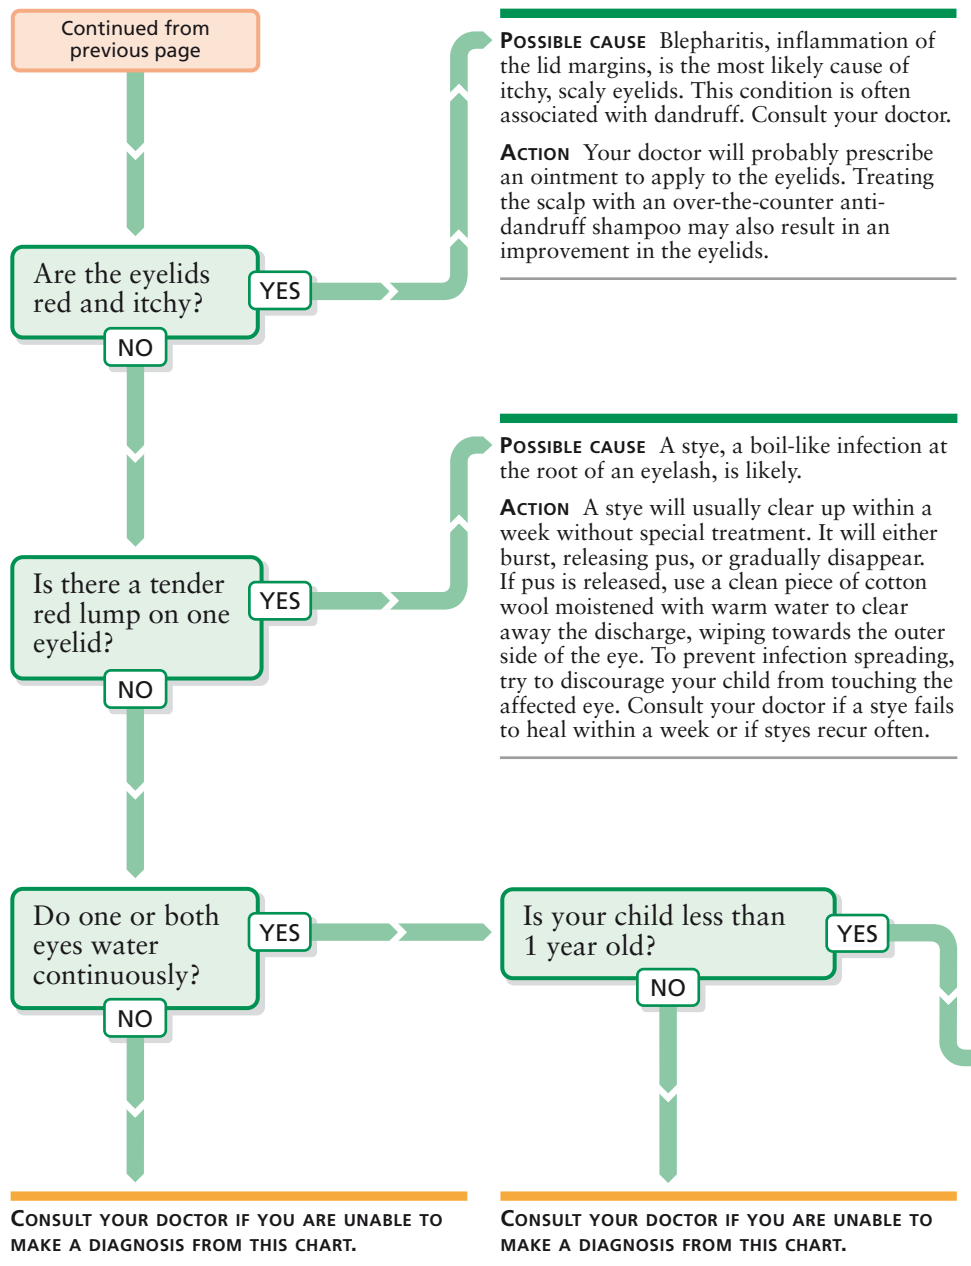 Continued from
previous page
POSSIBLE CAUSE Blepharitis, inflammation of
the lid margins, is the most likely cause of
itchy, scaly eyelids. This condition is often
associated with dandruff. Consult your doctor.
ACTION Your doctor will probably prescribe
an ointment to apply to the eyelids. Treating
the scalp with an over-the-counter anti-
dandruff shampoo may also result in an
improvement in the eyelids.
Are the eyelids
red and itchy?
YES
NO
POSSIBLE CAUSE A stye, a boil-like infection at
the root of an eyelash, is likely.
ACTION A stye will usually clear up within a
week without special treatment. It will either
burst, releasing pus, or gradually disappear.
If pus is released, use a clean piece of cotton
wool moistened with warm water to clear
away the discharge, wiping towards the outer
side of the eye. To prevent infection spreading,
try to discourage your child from touching the
affected eye. Consult your doctor if a stye fails
to heal within a week or if styes recur often.
Is there a tender
red lump on one
eyelid?
YES
NO
Do one or both
eyes water
continuously?
YES
NO
Is your child less than
1 year old?
YES
NO
CONSULT YOUR DOCTOR IF YOU ARE UNABLE TO
MAKE A DIAGNOSIS FROM THIS CHART.
CONSULT YOUR DOCTOR IF YOU ARE UNABLE TO
MAKE A DIAGNOSIS FROM THIS CHART.